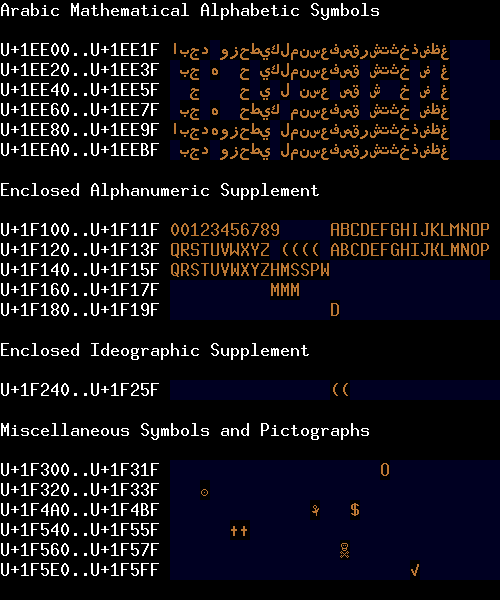 Arabic Mathematical Alphabetic Symbols
U+1EE00..U+1EE1F ابجد وزحطيكلمنسعفصقرشتثخذضظغ
U+1EE20..U+1EE3F بج ه ح يكلمنسعفصق شتثخ ض غ
U+1EE40..U+1EE5F ج ح ي ل نسع صق ش خ ض غ
U+1EE60..U+1EE7F بج ه حطيك منسعفصق شتثخ ضظغ
U+1EE80..U+1EE9F ابجدهوزحطي لمنسعفصقرشتثخذضظغ
U+1EEA0..U+1EEBF بجد وزحطي لمنسعفصقرشتثخذضظغ
Enclosed Alphanumeric Supplement
U+1F100..U+1F11F 00123456789 ABCDEFGHIJKLMNOP
U+1F120..U+1F13F QRSTUVWXYZ (((( ABCDEFGHIJKLMNOP
U+1F140..U+1F15F QRSTUVWXYZHMSSPW
U+1F160..U+1F17F MMM
U+1F180..U+1F19F D
Enclosed Ideographic Supplement
U+1F240..U+1F25F ((
Miscellaneous Symbols and Pictographs
U+1F300..U+1F31F O
U+1F320..U+1F33F
U+1F4A0..U+1F4BF $
U+1F540..U+1F55F ††
U+1F560..U+1F57F
U+1F5E0..U+1F5FF √